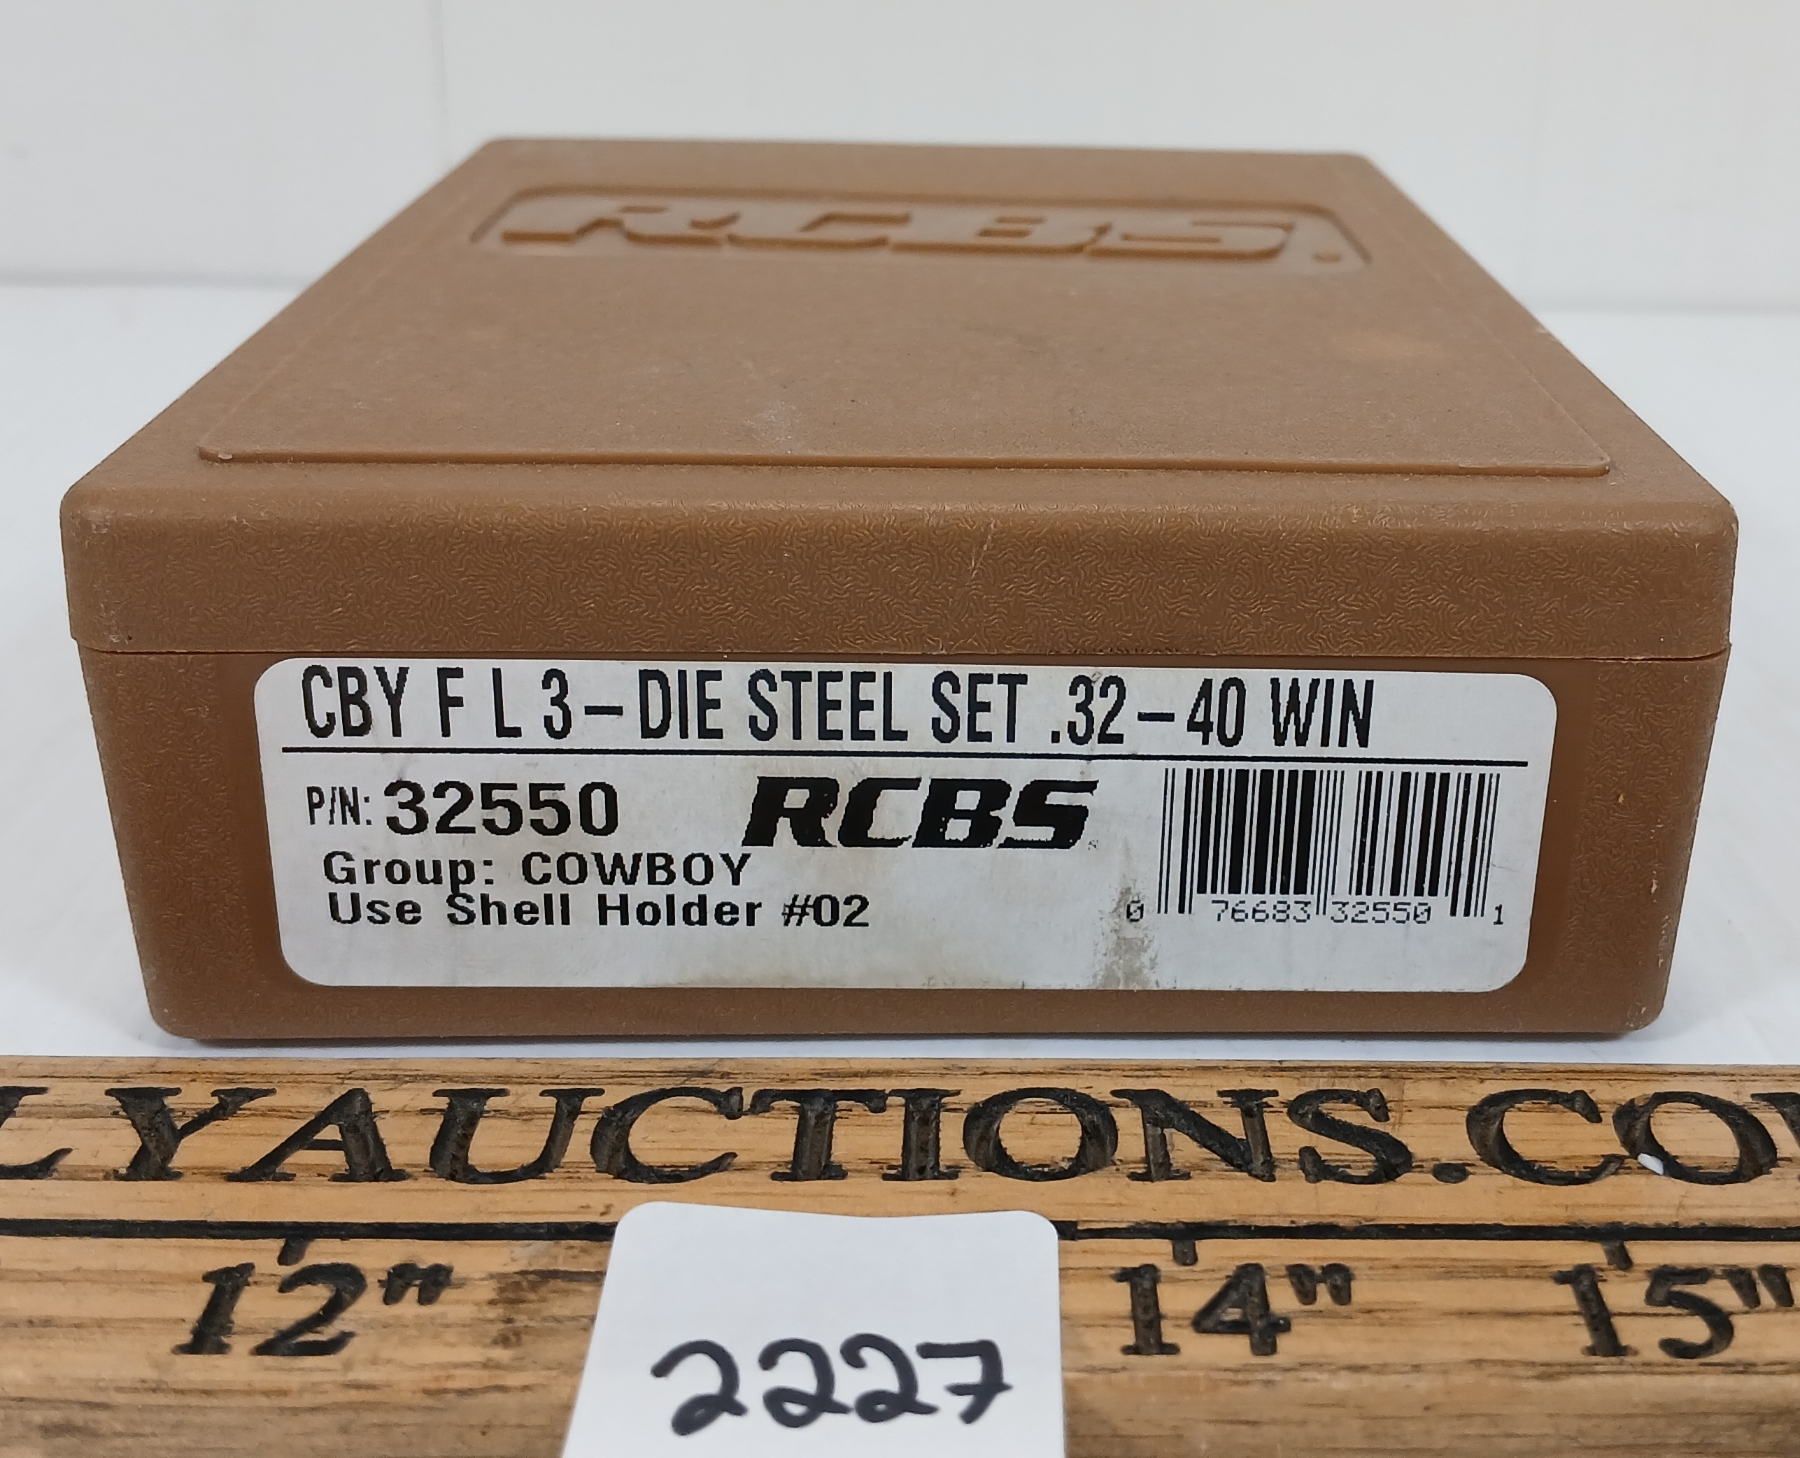 RCBS.
CBY F L 3-DIE STEEL SET .32-40 WIN
P/N: 32550 RCBS
Group: COWBOY
Use Shell Holder #02
0 76683 32550 1
LYAUCTIONS.CO
12" 14" 15"
2227